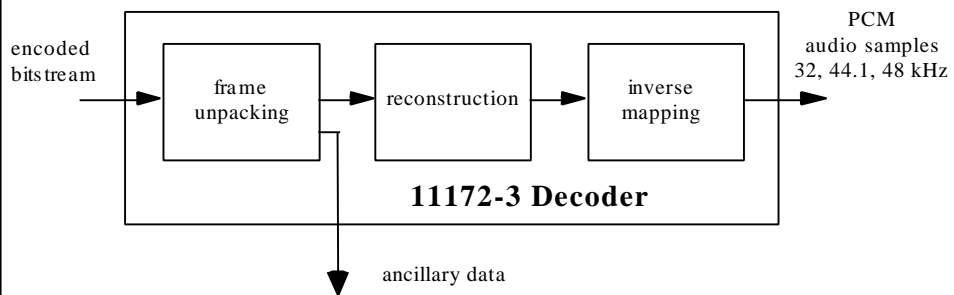 encoded
bitstream
frame
unpacking
reconstruction
inverse
mapping
PCM
audio samples
32, 44.1, 48 kHz
11172-3 Decoder
ancillary data